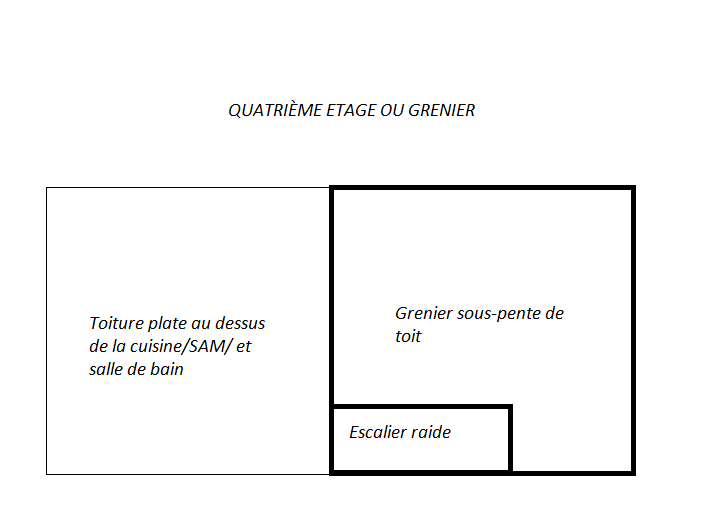 QUATRIÈME ETAGE OU GRENIER
Toiture plate au dessus
de la cuisine/SAM/ et
salle de bain
Grenier sous-pente de
toit
Escalier raide